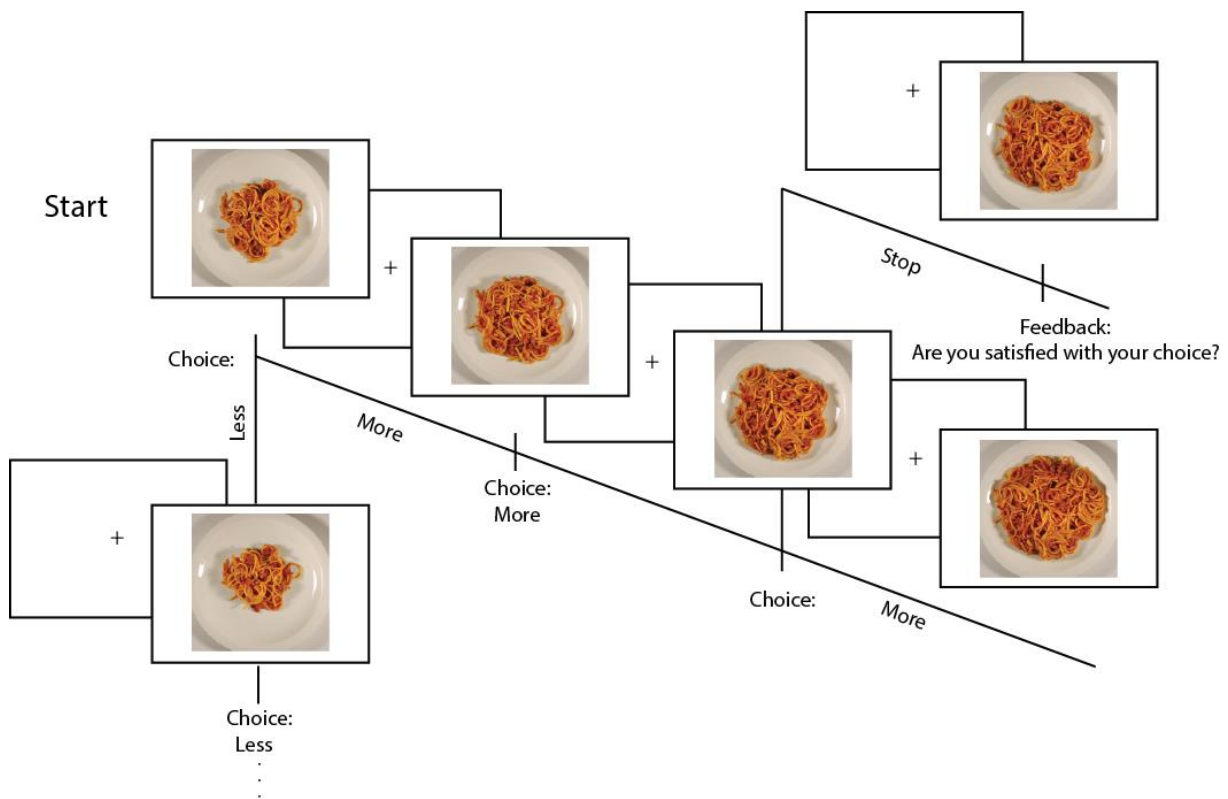 Start
+
+
Stop
Feedback:
Are you satisfied with your choice?
Choice:
Less
More
+
+
Choice:
More
+
Choice:
More
Choice:
Less
.
.
.